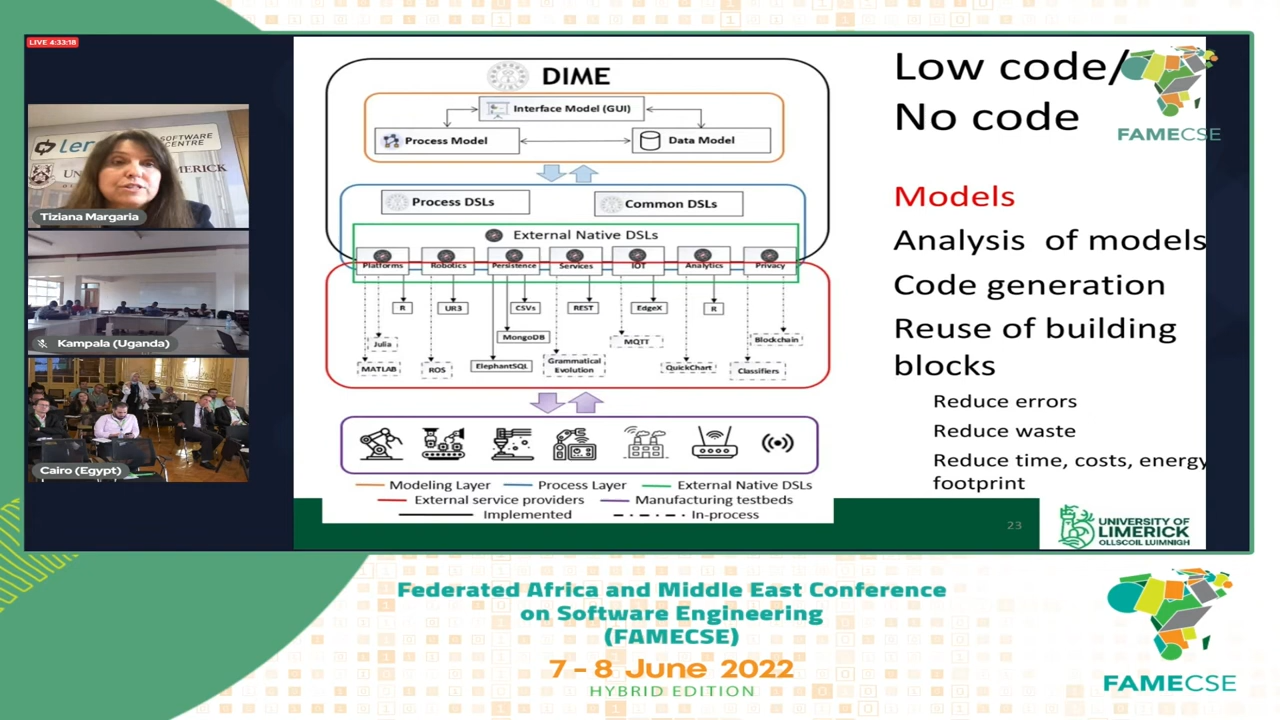 LIVE 4:33:18
Ler
SOFTWARE
CENTRE
Tiziana Margaria
Kampala (Uganda)
Cairo (Egypt)
DIME
Interface Model (GUI)
Process Model
Data Model
Process DSLs
Common DSLs
External Native DSLs
Platforms
Robotics
Persistence
Services
IOT
Analytics
Privacy
R
UR3
CSVs
REST
EdgeX
R
Julia
MongoDB
MQTT
Blockchain
MATLAB
ROS
ElephantSQL
Grammatical
Evolution
QuickChart
Classifiers
Modeling Layer
Process Layer
External Native DSLs
External service providers
Manufacturing testbeds
Implemented
In-process
Low code/
No code
FAMECSE
Models
Analysis of models
Code generation
Reuse of building
blocks
Reduce errors
Reduce waste
Reduce time, costs, energy
footprint
23
UNIVERSITY OF
LIMERICK
OLLSCOIL LUIMNIGH
Federated Africa and Middle East Conference
on Software Engineering
(FAMECSE)
7 - 8 June 2022
HYBRID EDITION
FAMECSE